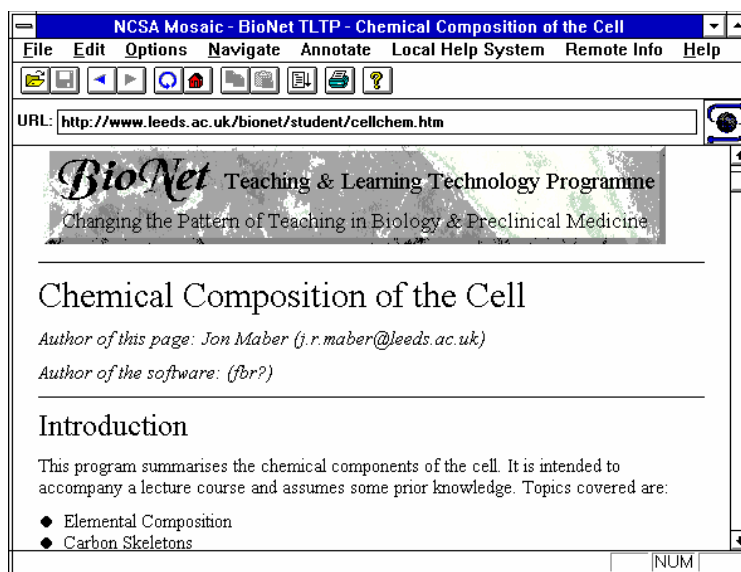 NCSA Mosaic - BioNet TLTP - Chemical Composition of the Cell
File Edit Options Navigate Annotate Local Help System Remote Info Help
URL: http://www.leeds.ac.uk/bionet/student/cellchem.htm
BioNet Teaching & Learning Technology Programme
Changing the Pattern of Teaching in Biology & Preclinical Medicine
Chemical Composition of the Cell
Author of this page: Jon Maber (j.r.maber@leeds.ac.uk)
Author of the software: (fbr?)
Introduction
This program summarises the chemical components of the cell. It is intended to
accompany a lecture course and assumes some prior knowledge. Topics covered are:
● Elemental Composition
● Carbon Skeletons
NUM